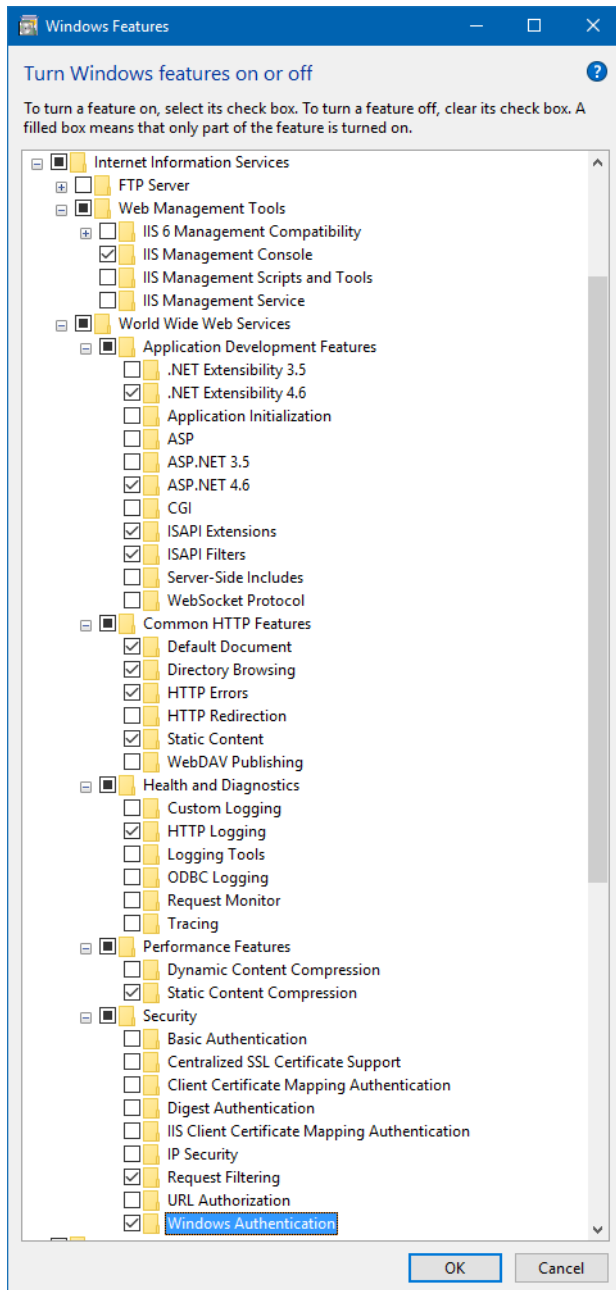 Windows Features
Turn Windows features on or off
?
To turn a feature on, select its check box. To turn a feature off, clear its check box. A
filled box means that only part of the feature is turned on.
Internet Information Services
FTP Server
Web Management Tools
IIS 6 Management Compatibility
IIS Management Console
IIS Management Scripts and Tools
IIS Management Service
World Wide Web Services
Application Development Features
.NET Extensibility 3.5
.NET Extensibility 4.6
Application Initialization
ASP
ASP.NET 3.5
ASP.NET 4.6
CGI
ISAPI Extensions
ISAPI Filters
Server-Side Includes
WebSocket Protocol
Common HTTP Features
Default Document
Directory Browsing
HTTP Errors
HTTP Redirection
Static Content
WebDAV Publishing
Health and Diagnostics
Custom Logging
HTTP Logging
Logging Tools
ODBC Logging
Request Monitor
Tracing
Performance Features
Dynamic Content Compression
Static Content Compression
Security
Basic Authentication
Centralized SSL Certificate Support
Client Certificate Mapping Authentication
Digest Authentication
IIS Client Certificate Mapping Authentication
IP Security
Request Filtering
URL Authorization
Windows Authentication
OK
Cancel